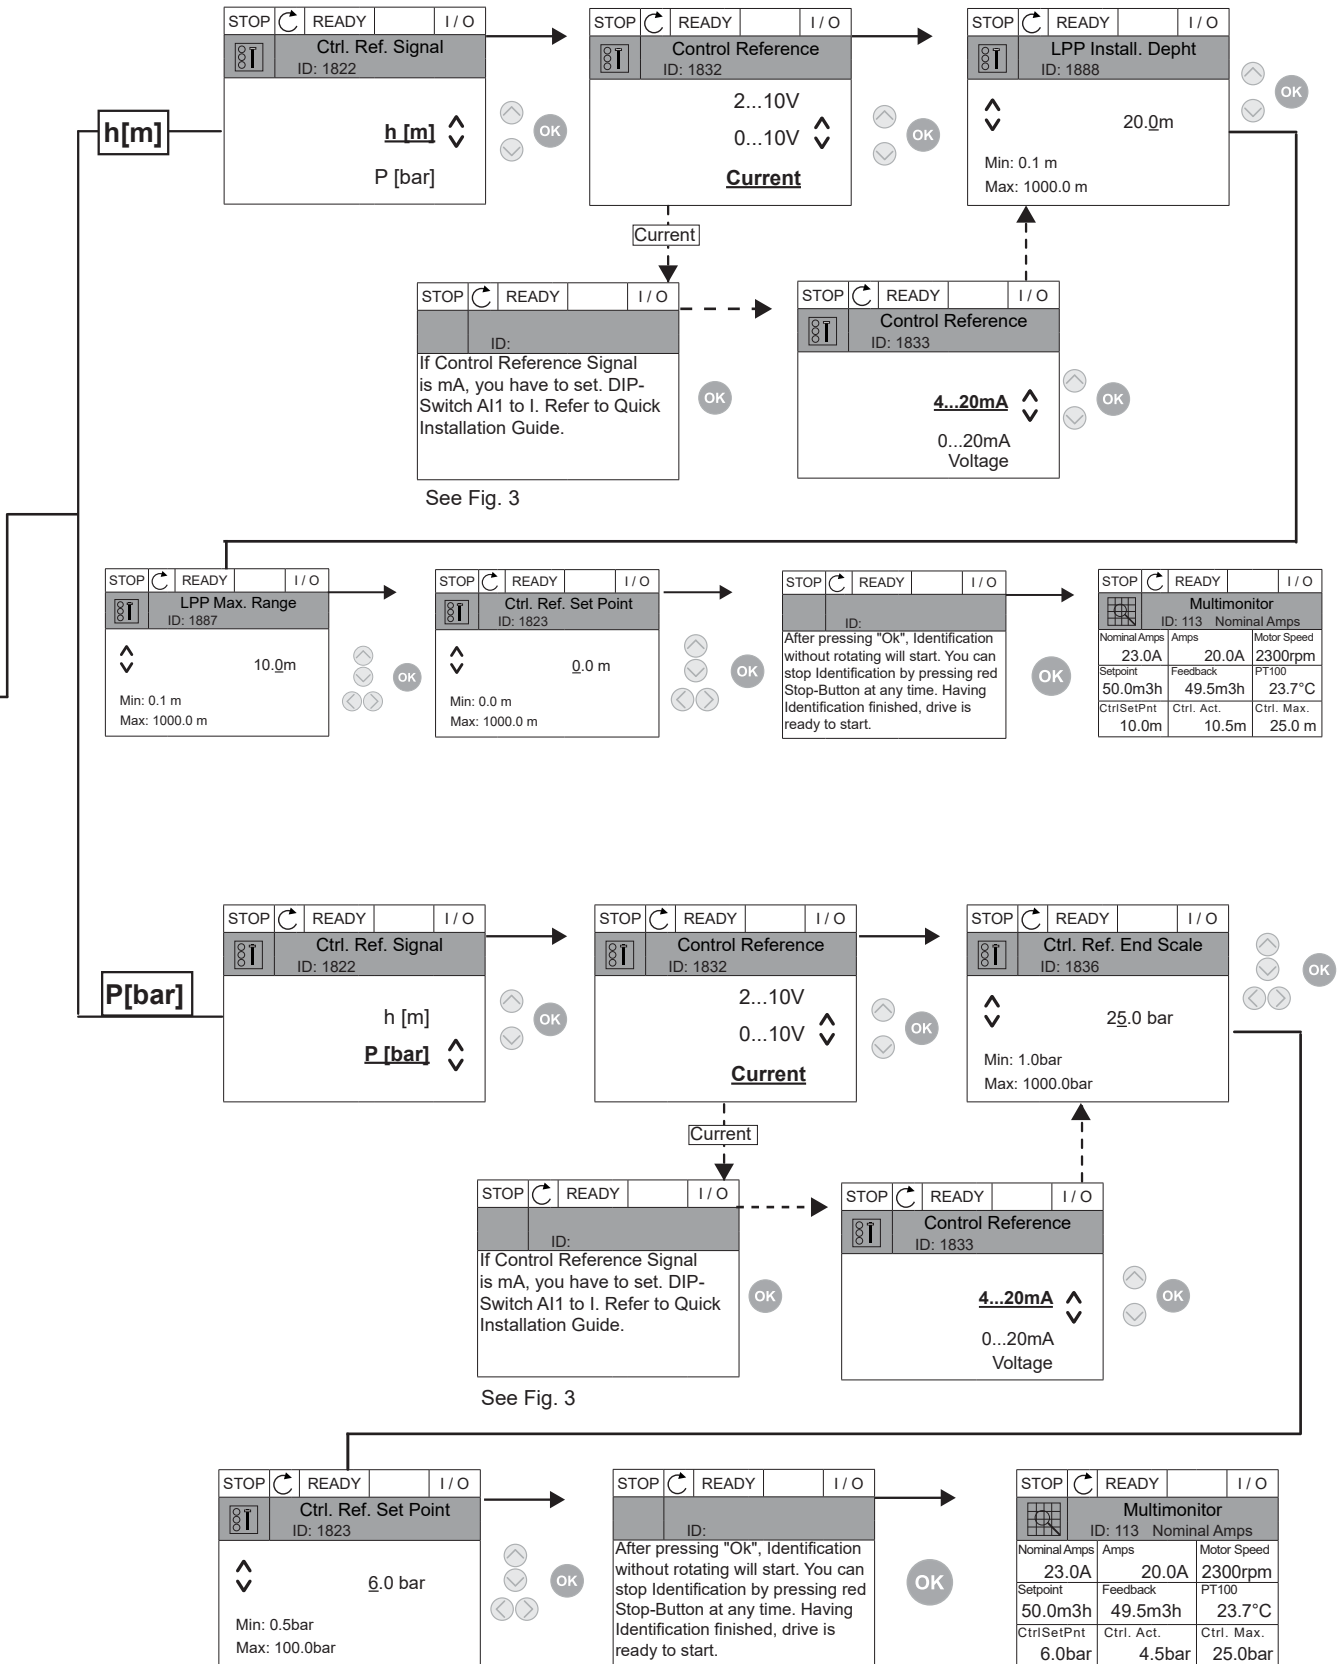 h[m]
STOP READY I / O
Ctrl. Ref. Signal
ID: 1822
h [m]
P [bar]
OK
STOP READY I / O
Control Reference
ID: 1832
2...10V
0...10V
Current
OK
STOP READY I / O
LPP Install. Depht
ID: 1888
20.0m
Min: 0.1 m
Max: 1000.0 m
OK
Current
STOP READY I / O
ID:
If Control Reference Signal
is mA, you have to set. DIP-
Switch AI1 to I. Refer to Quick
Installation Guide.
OK
See Fig. 3
STOP READY I / O
Control Reference
ID: 1833
4...20mA
0...20mA
Voltage
OK
STOP READY I / O
LPP Max. Range
ID: 1887
10.0m
Min: 0.1 m
Max: 1000.0 m
OK
STOP READY I / O
Ctrl. Ref. Set Point
ID: 1823
0.0 m
Min: 0.0 m
Max: 1000.0 m
OK
STOP READY I / O
ID:
After pressing "Ok", Identification
without rotating will start. You can
stop Identification by pressing red
Stop-Button at any time. Having
Identification finished, drive is
ready to start.
OK
STOP READY I / O
Multimonitor
ID: 113 Nominal Amps
Nominal Amps Amps Motor Speed
23.0A 20.0A 2300rpm
Setpoint Feedback PT100
50.0m3h 49.5m3h 23.7°C
CtrlSetPnt Ctrl. Act. Ctrl. Max.
10.0m 10.5m 25.0 m
P[bar]
STOP READY I / O
Ctrl. Ref. Signal
ID: 1822
h [m]
P [bar]
OK
STOP READY I / O
Control Reference
ID: 1832
2...10V
0...10V
Current
OK
STOP READY I / O
Ctrl. Ref. End Scale
ID: 1836
25.0 bar
Min: 1.0bar
Max: 1000.0bar
OK
Current
STOP READY I / O
ID:
If Control Reference Signal
is mA, you have to set. DIP-
Switch AI1 to I. Refer to Quick
Installation Guide.
OK
See Fig. 3
STOP READY I / O
Control Reference
ID: 1833
4...20mA
0...20mA
Voltage
OK
STOP READY I / O
Ctrl. Ref. Set Point
ID: 1823
6.0 bar
Min: 0.5bar
Max: 100.0bar
OK
STOP READY I / O
ID:
After pressing "Ok", Identification
without rotating will start. You can
stop Identification by pressing red
Stop-Button at any time. Having
Identification finished, drive is
ready to start.
OK
STOP READY I / O
Multimonitor
ID: 113 Nominal Amps
Nominal Amps Amps Motor Speed
23.0A 20.0A 2300rpm
Setpoint Feedback PT100
50.0m3h 49.5m3h 23.7°C
CtrlSetPnt Ctrl. Act. Ctrl. Max.
6.0bar 4.5bar 25.0bar